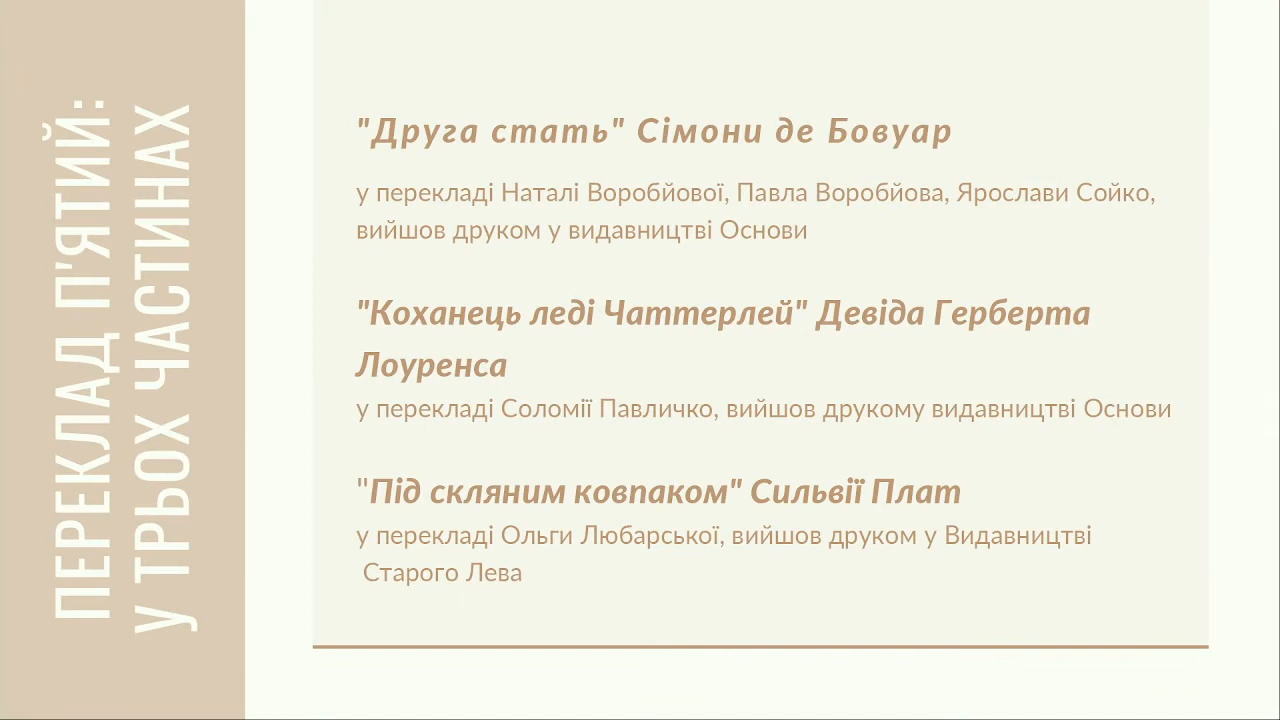 ПЕРЕКЛАД П'ЯТИЙ:
У ТРЬОХ ЧАСТИНАХ
"Друга стать" Сімони де Бовуар
у перекладі Наталі Воробйової, Павла Воробйова, Ярослави Сойко,
вийшов друком у видавництві Основи
"Коханець леді Чаттерлей" Девіда Герберта
Лоуренса
у перекладі Соломії Павличко, вийшов друкому видавництві Основи
"Під скляним ковпаком" Сильвії Плат
у перекладі Ольги Любарської, вийшов друком у Видавництві
Старого Лева